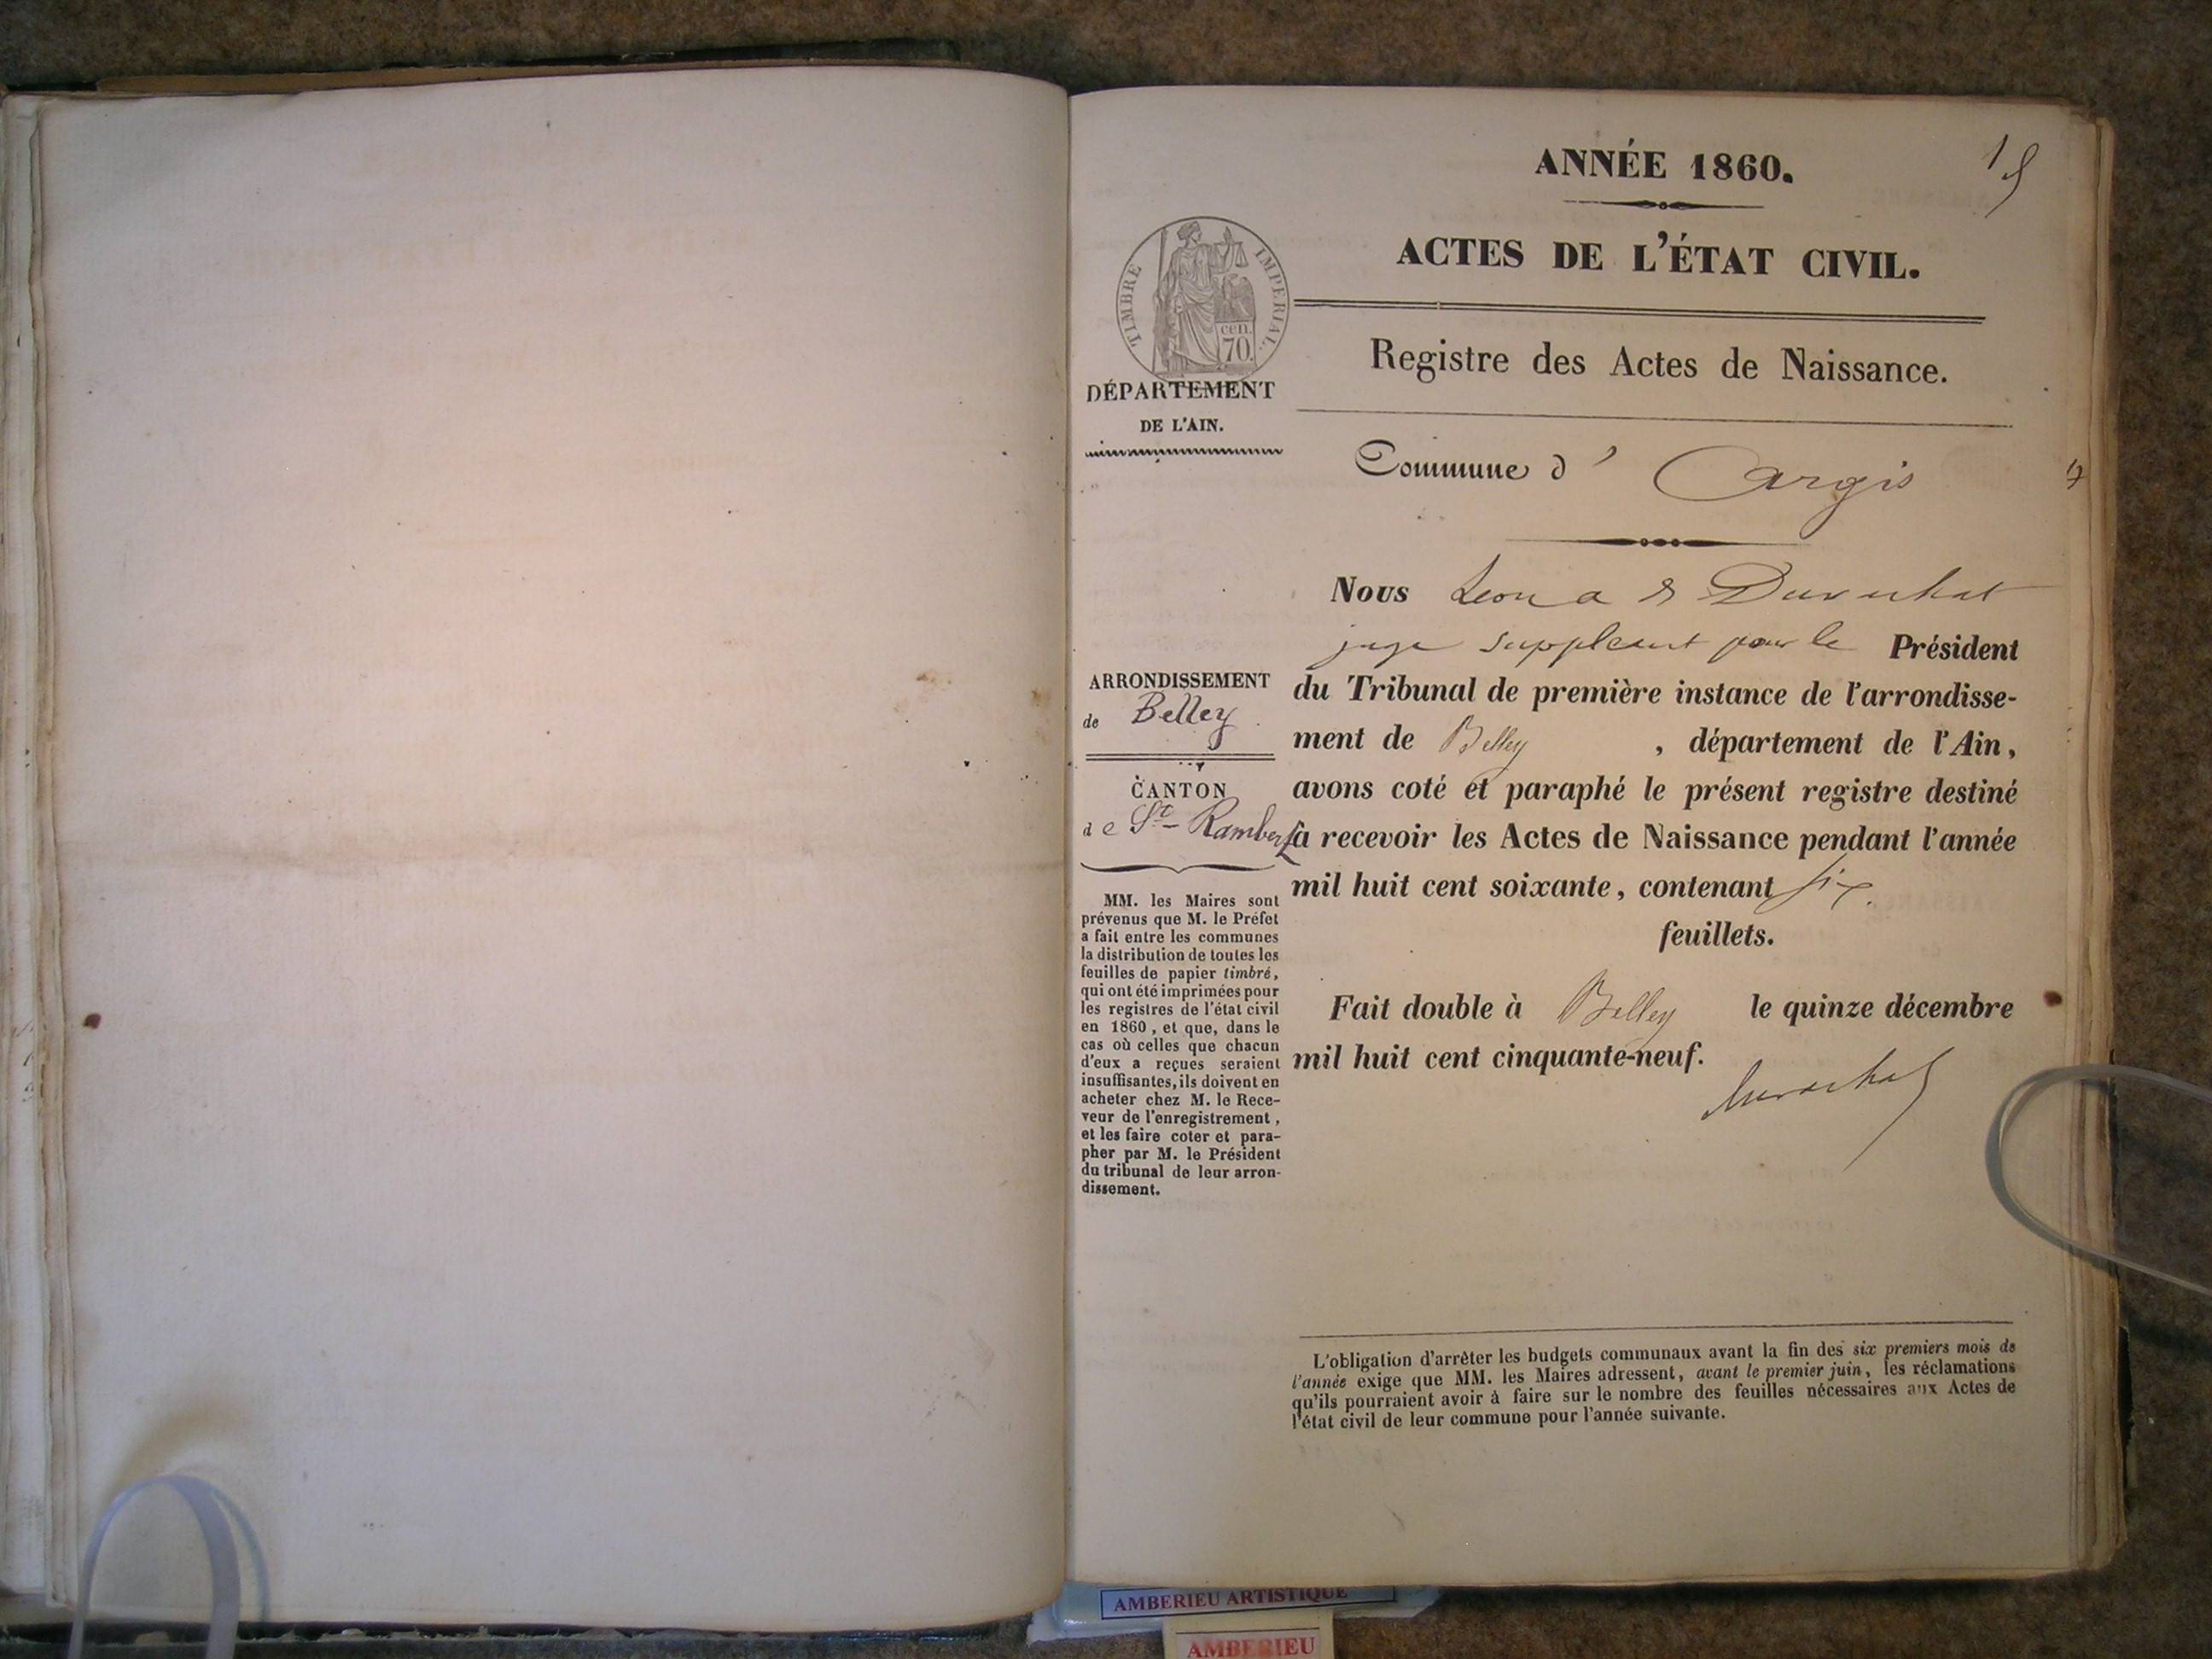 ANNÉE 1860.
ACTES DE L'ÉTAT CIVIL.
Registre des Actes de Naissance.
TIMBRE IMPERIAL.
cen.
70.
DÉPARTEMENT
DE L'AIN.
Commune d' Argis
Nous Leon
juge suppleant pour le Président
du Tribunal de première instance de l'arrondisse-
ment de Belley , département de l'Ain,
avons coté et paraphé le présent registre destiné
à recevoir les Actes de Naissance pendant l'année
mil huit cent soixante, contenant six
feuillets.
Fait double à Belley le quinze décembre
mil huit cent cinquante-neuf.
ARRONDISSEMENT
de Belley
CANTON
de St- Rambert
MM. les Maires sont
prévenus que M. le Préfet
a fait entre les communes
la distribution de toutes les
feuilles de papier timbré,
qui ont été imprimées pour
les registres de l'état civil
en 1860, et que, dans le
cas où celles que chacun
d'eux a reçues seraient
insuffisantes, ils doivent en
acheter chez M. le Rece-
veur de l'enregistrement,
et les faire coter et para-
pher par M. le Président
du tribunal de leur arron-
dissement.
L'obligation d'arrêter les budgets communaux avant la fin des six premiers mois de
l'année exige que MM. les Maires adressent, avant le premier juin, les réclamations
qu'ils pourraient avoir à faire sur le nombre des feuilles nécessaires aux Actes de
l'état civil de leur commune pour l'année suivante.
AMBERIEU ARTISTIQUE
AMBERIEU